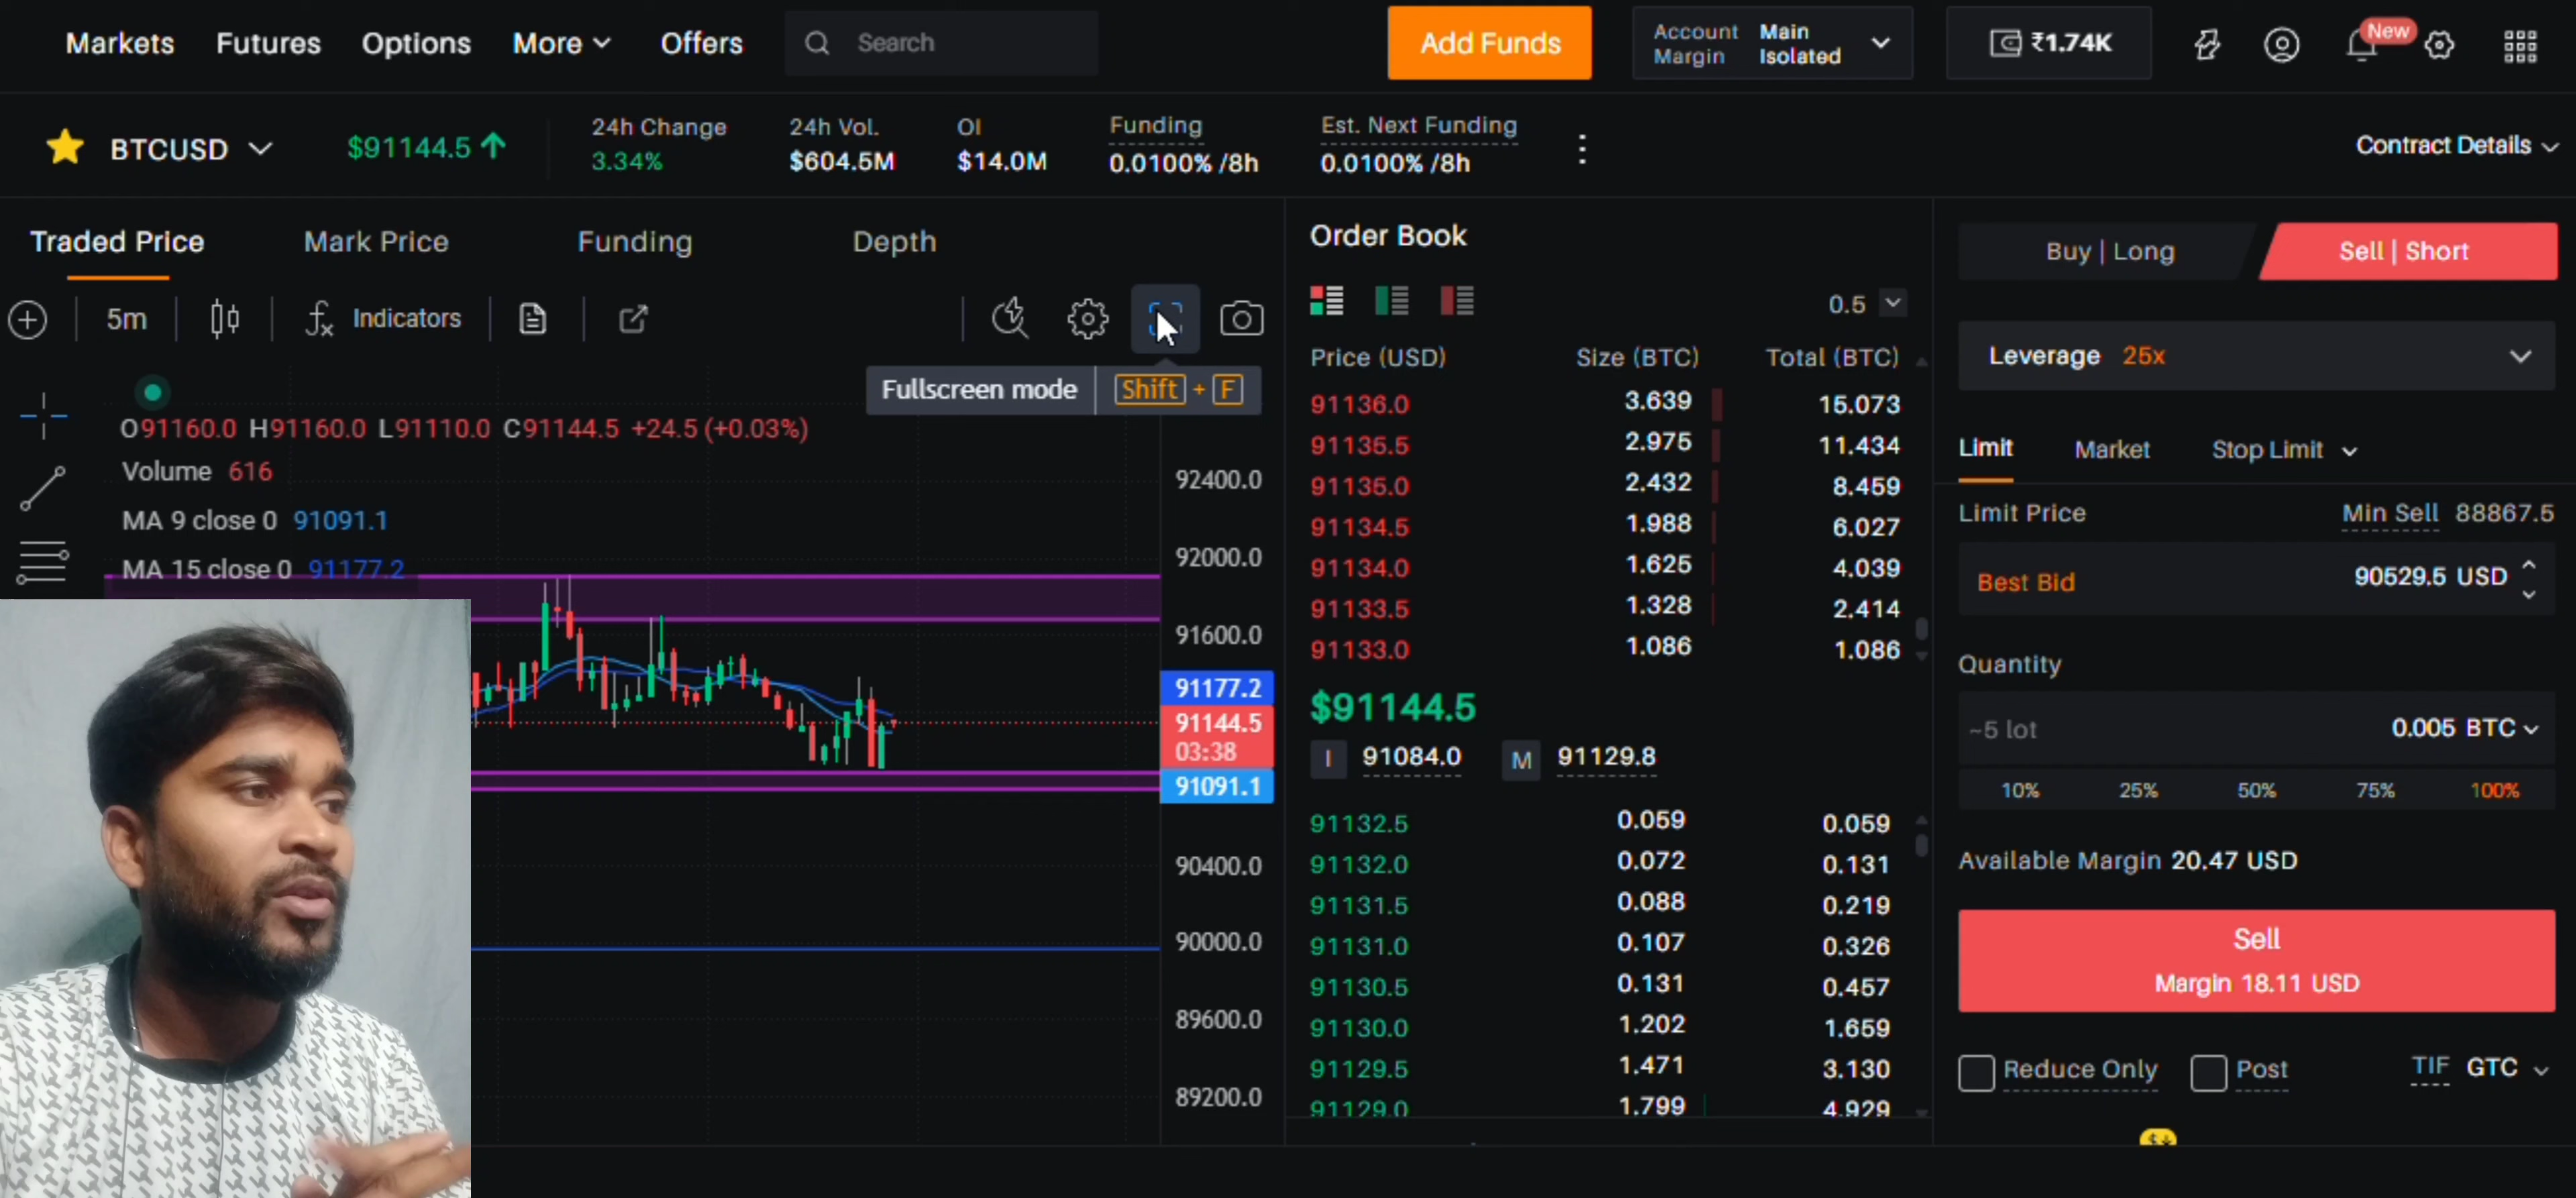 Markets Futures Options More Offers Search Add Funds Account Margin Main Isolated ₹1.74K New
BTCUSD $91144.5 24h Change 3.34% 24h Vol. $604.5M OI $14.0M Funding 0.0100% /8h Est. Next Funding 0.0100% /8h Contract Details
Traded Price Mark Price Funding Depth
5m Indicators
Fullscreen mode Shift + F
O91160.0 H91160.0 L91110.0 C91144.5 +24.5 (+0.03%)
Volume 616
MA 9 close 0 91091.1
MA 15 close 0 91177.2
92400.0
92000.0
91600.0
91177.2
91144.5
03:38
91091.1
90400.0
90000.0
89600.0
89200.0
Order Book
0.5
Price (USD) Size (BTC) Total (BTC)
91136.0 3.639 15.073
91135.5 2.975 11.434
91135.0 2.432 8.459
91134.5 1.988 6.027
91134.0 1.625 4.039
91133.5 1.328 2.414
91133.0 1.086 1.086
$91144.5
I 91084.0 M 91129.8
91132.5 0.059 0.059
91132.0 0.072 0.131
91131.5 0.088 0.219
91131.0 0.107 0.326
91130.5 0.131 0.457
91130.0 1.202 1.659
91129.5 1.471 3.130
91129.0 1.799 4.929
Buy | Long Sell | Short
Leverage 25x
Limit Market Stop Limit
Limit Price Min Sell 88867.5
Best Bid 90529.5 USD
Quantity
~5 lot 0.005 BTC
10% 25% 50% 75% 100%
Available Margin 20.47 USD
Sell
Margin 18.11 USD
Reduce Only Post TIF GTC